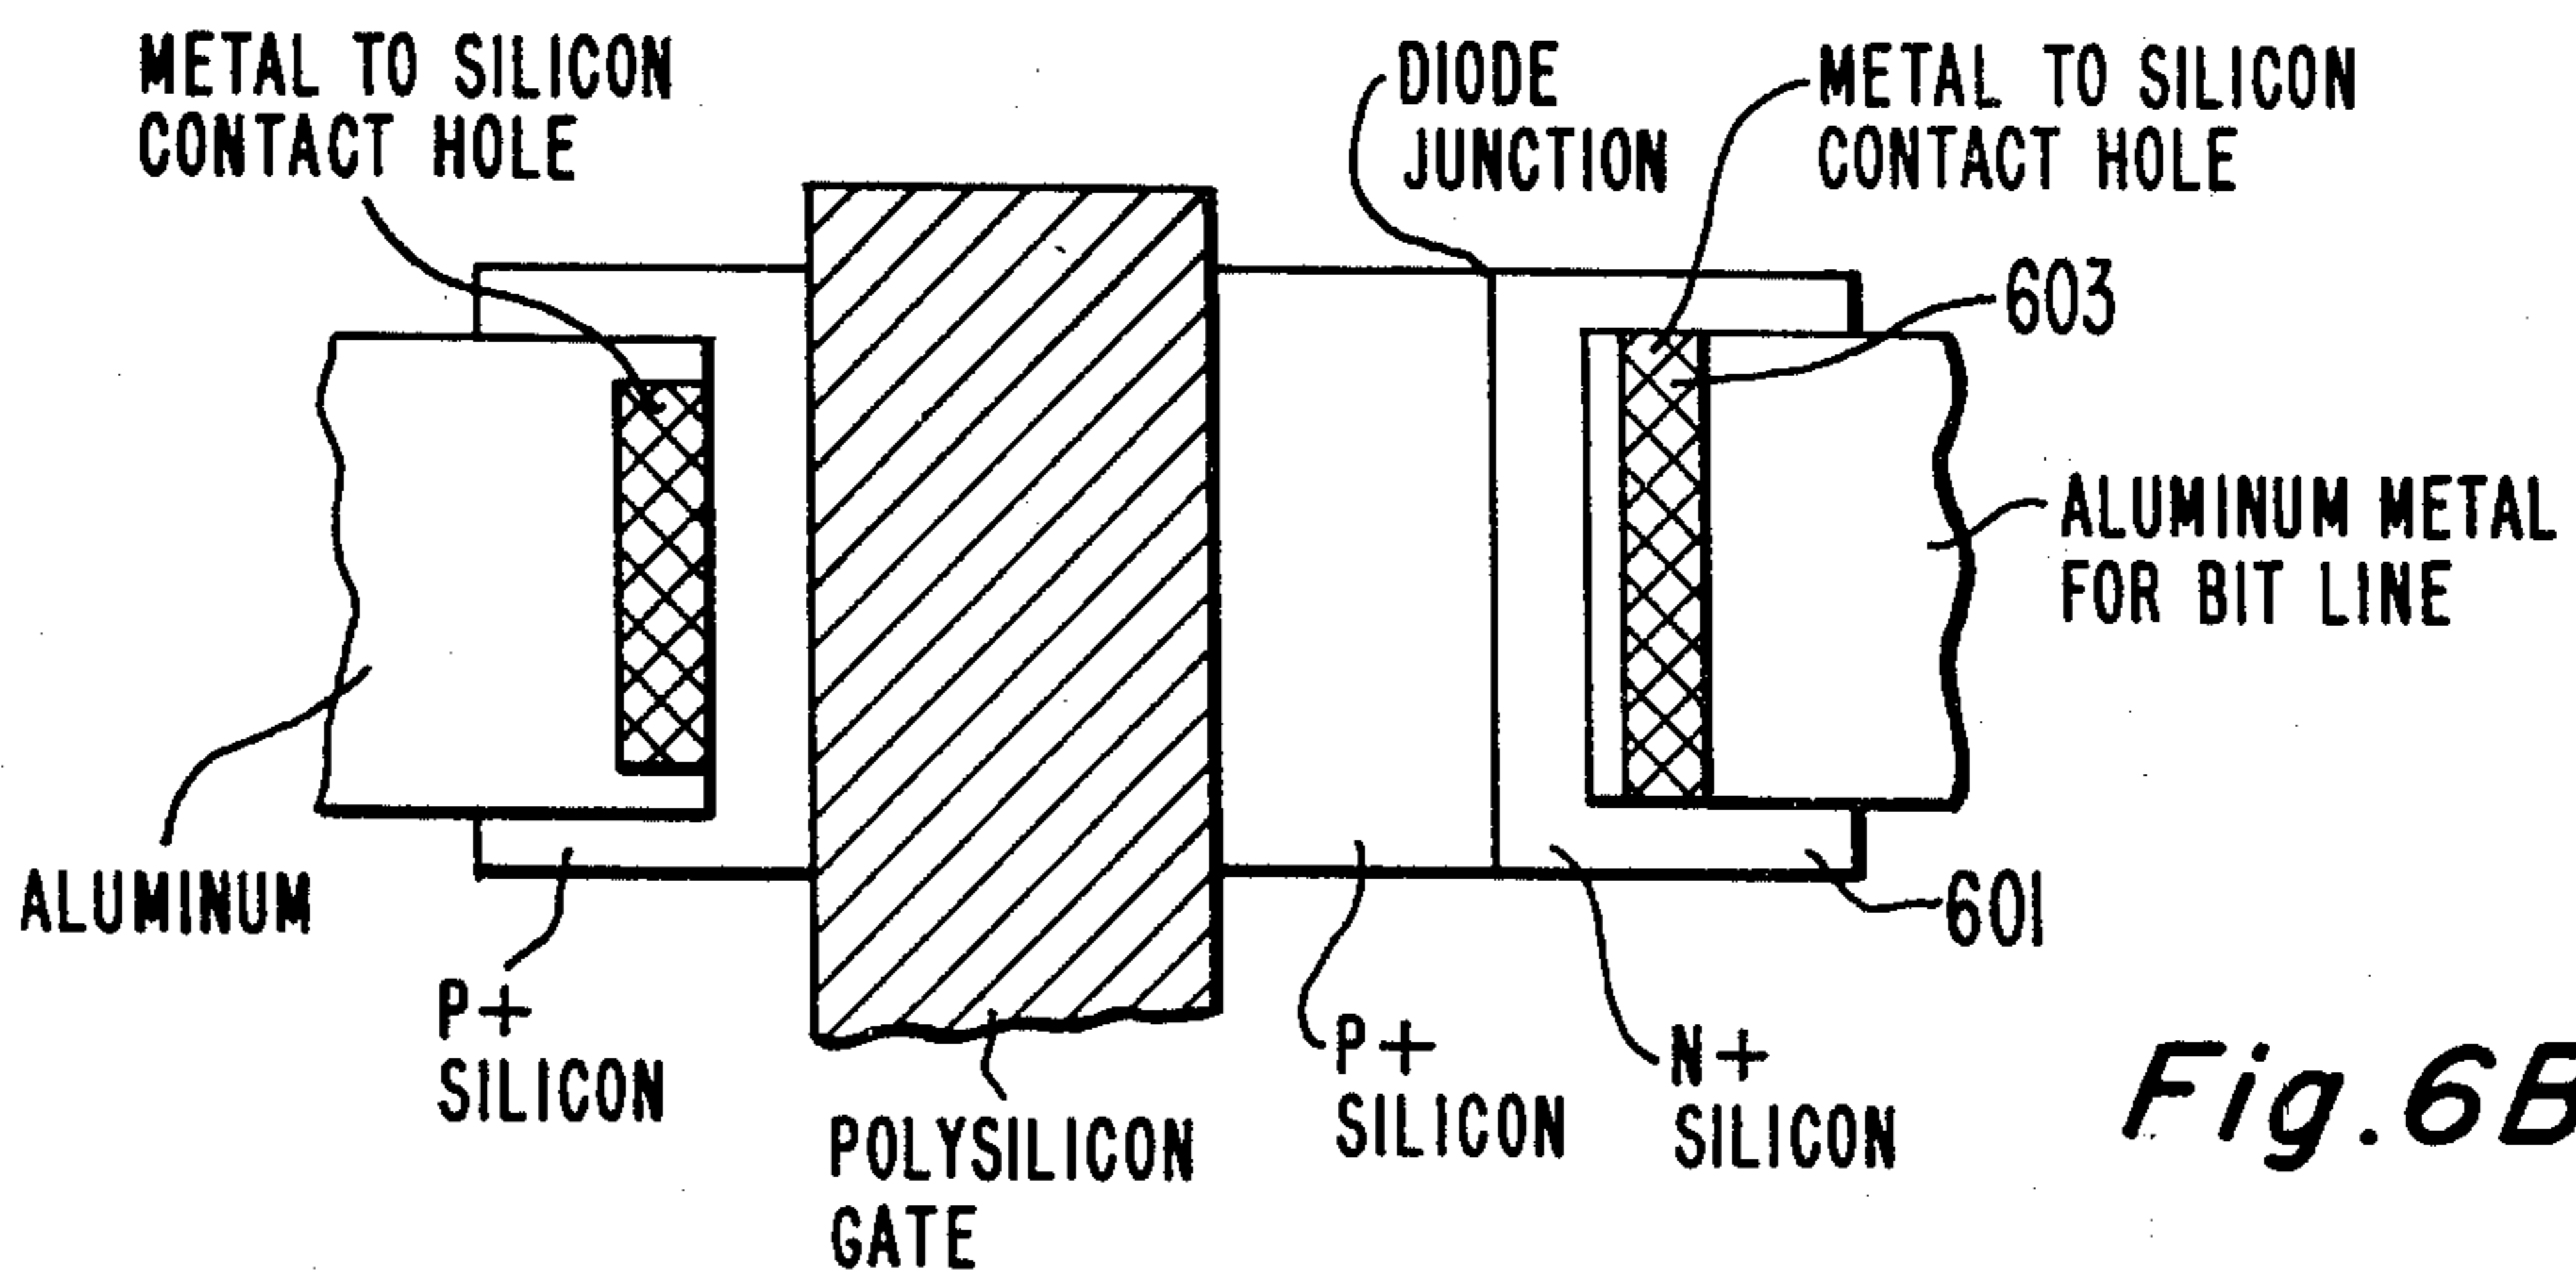 METAL TO SILICON
CONTACT HOLE
DIODE
JUNCTION
METAL TO SILICON
CONTACT HOLE
603
ALUMINUM METAL
FOR BIT LINE
ALUMINUM
601
P+
SILICON
POLYSILICON
GATE
P+
SILICON
N+
SILICON
Fig.6B